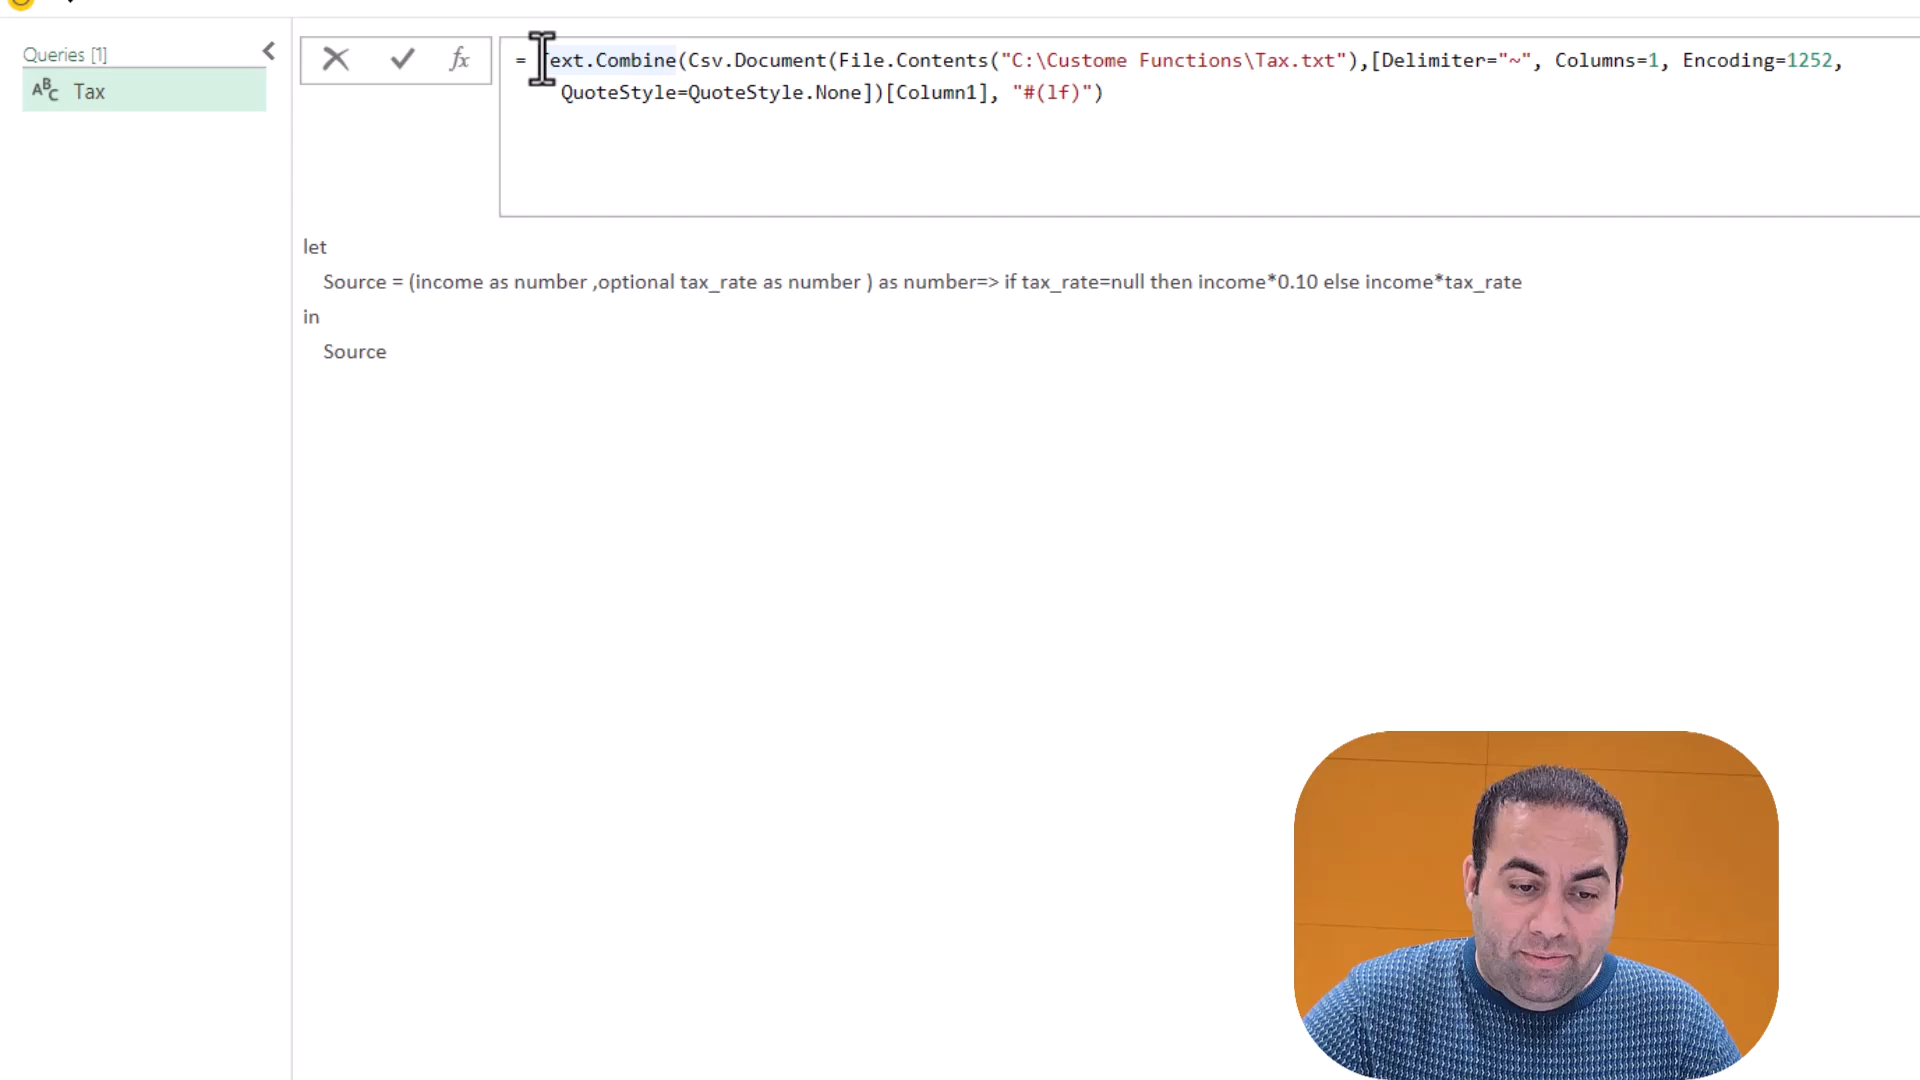 Queries [1]
ABC Tax
fx
= Text.Combine(Csv.Document(File.Contents("C:\Custome Functions\Tax.txt"),[Delimiter="~", Columns=1, Encoding=1252,
QuoteStyle=QuoteStyle.None])[Column1], "#(lf)")
let
Source = (income as number ,optional tax_rate as number ) as number=> if tax_rate=null then income*0.10 else income*tax_rate
in
Source